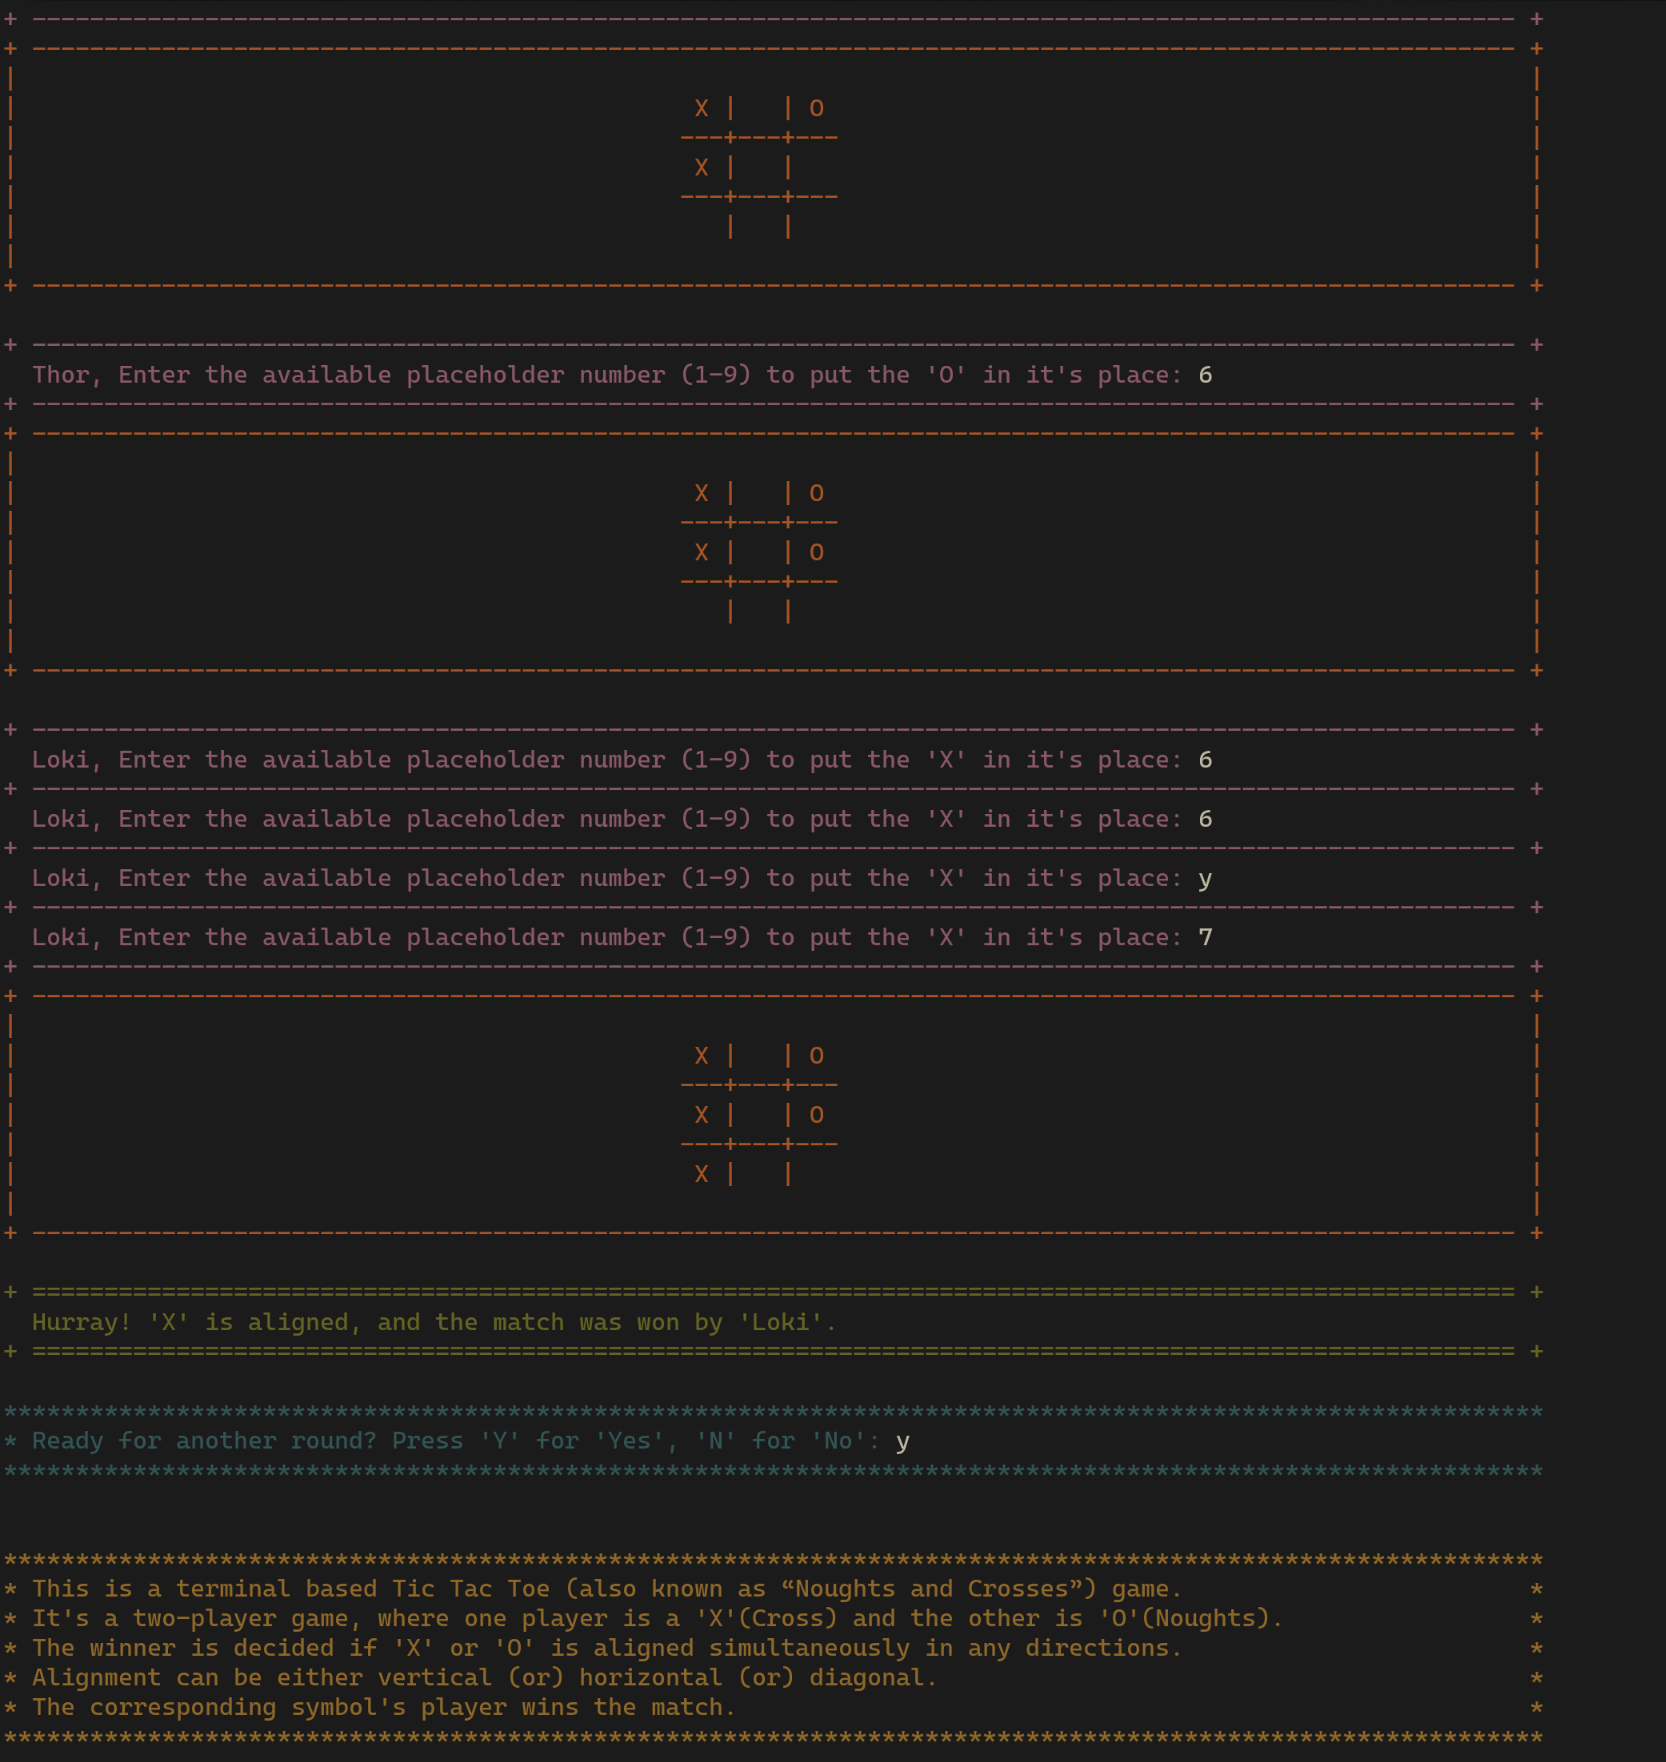 + ------------------------------------------------------------------------------------------------------- +
+ ------------------------------------------------------------------------------------------------------- +
| |
| X | | O |
| ---+---+--- |
| X | | |
| ---+---+--- |
| | | |
| |
+ ------------------------------------------------------------------------------------------------------- +
+ ------------------------------------------------------------------------------------------------------- +
Thor, Enter the available placeholder number (1-9) to put the 'O' in it's place: 6
+ ------------------------------------------------------------------------------------------------------- +
+ ------------------------------------------------------------------------------------------------------- +
| |
| X | | O |
| ---+---+--- |
| X | | O |
| ---+---+--- |
| | | |
| |
+ ------------------------------------------------------------------------------------------------------- +
+ ------------------------------------------------------------------------------------------------------- +
Loki, Enter the available placeholder number (1-9) to put the 'X' in it's place: 6
+ ------------------------------------------------------------------------------------------------------- +
Loki, Enter the available placeholder number (1-9) to put the 'X' in it's place: 6
+ ------------------------------------------------------------------------------------------------------- +
Loki, Enter the available placeholder number (1-9) to put the 'X' in it's place: y
+ ------------------------------------------------------------------------------------------------------- +
Loki, Enter the available placeholder number (1-9) to put the 'X' in it's place: 7
+ ------------------------------------------------------------------------------------------------------- +
+ ------------------------------------------------------------------------------------------------------- +
| |
| X | | O |
| ---+---+--- |
| X | | O |
| ---+---+--- |
| X | | |
| |
+ ------------------------------------------------------------------------------------------------------- +
+ ======================================================================================================= +
Hurray! 'X' is aligned, and the match was won by 'Loki'.
+ ======================================================================================================= +
***********************************************************************************************************
* Ready for another round? Press 'Y' for 'Yes', 'N' for 'No': y
***********************************************************************************************************
***********************************************************************************************************
* This is a terminal based Tic Tac Toe (also known as “Noughts and Crosses”) game. *
* It's a two-player game, where one player is a 'X'(Cross) and the other is 'O'(Noughts). *
* The winner is decided if 'X' or 'O' is aligned simultaneously in any directions. *
* Alignment can be either vertical (or) horizontal (or) diagonal. *
* The corresponding symbol's player wins the match. *
***********************************************************************************************************